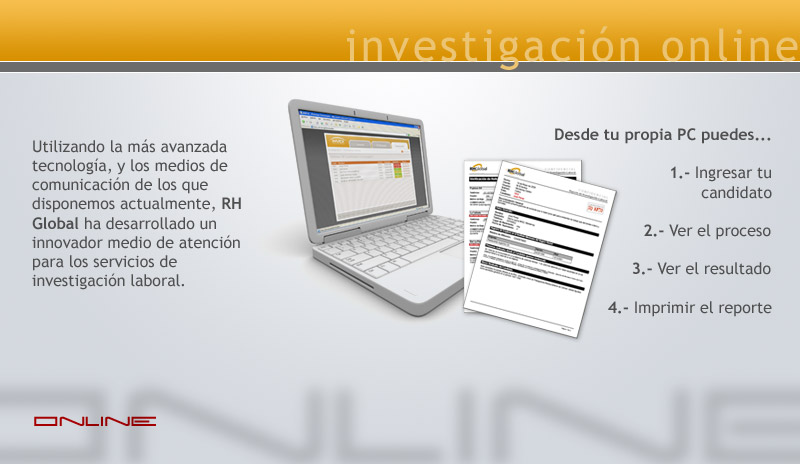 investigación online
Utilizando la más avanzada
tecnología, y los medios de
comunicación de los que
disponemos actualmente, RH
Global ha desarrollado un
innovador medio de atención
para los servicios de
investigación laboral.
Desde tu propia PC puedes...
1.- Ingresar tu
candidato
2.- Ver el proceso
3.- Ver el resultado
4.- Imprimir el reporte
ONLINE
ONLINE